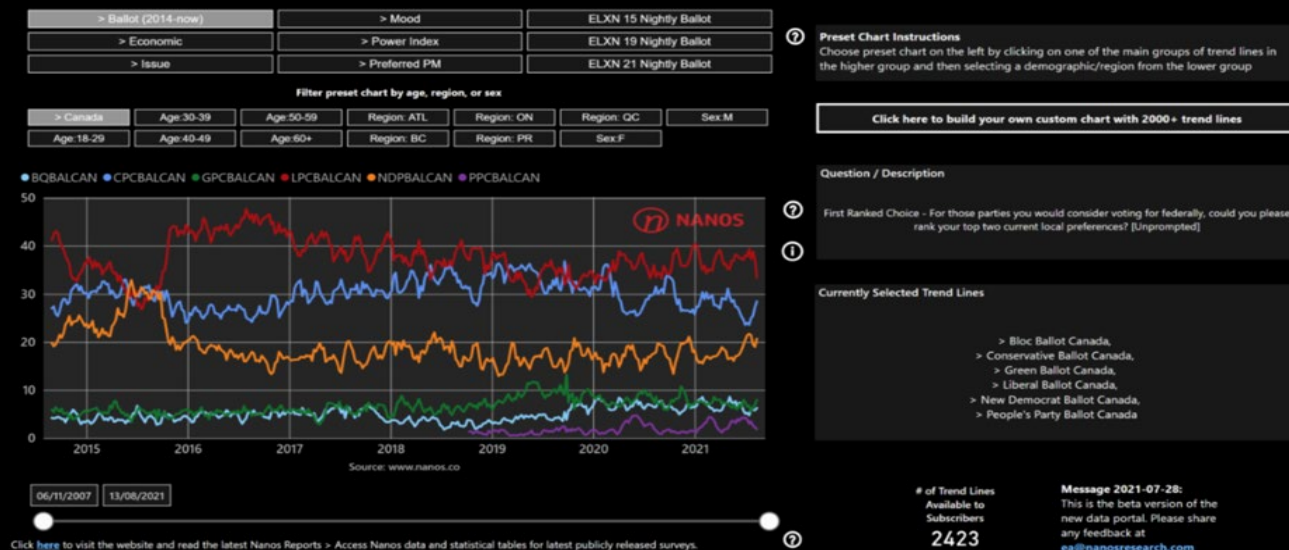 > Ballot (2014-now)
> Mood
ELXN 15 Nightly Ballot
> Economic
> Power Index
ELXN 19 Nightly Ballot
> Issue
> Preferred PM
ELXN 21 Nightly Ballot
Filter preset chart by age, region, or sex
> Canada
Age:30-39
Age:50-59
Region: ATL
Region: ON
Region: QC
Sex:M
Age:18-29
Age:40-49
Age:60+
Region: BC
Region: PR
Sex:F
BQBALCAN CPCBALCAN GPCBALCAN LPCBALCAN NDPBALCAN PPCBALCAN
NANOS
50
40
30
20
10
0
2015 2016 2017 2018 2019 2020 2021
Source: www.nanos.co
06/11/2007 13/08/2021
Click here to visit the website and read the latest Nanos Reports > Access Nanos data and statistical tables for latest publicly released surveys.
Preset Chart Instructions
Choose preset chart on the left by clicking on one of the main groups of trend lines in
the higher group and then selecting a demographic/region from the lower group
Click here to build your own custom chart with 2000+ trend lines
Question / Description
First Ranked Choice - For those parties you would consider voting for federally, could you please
rank your top two current local preferences? [Unprompted]
Currently Selected Trend Lines
> Bloc Ballot Canada,
> Conservative Ballot Canada,
> Green Ballot Canada,
> Liberal Ballot Canada,
> New Democrat Ballot Canada,
> People's Party Ballot Canada
# of Trend Lines
Available to
Subscribers
2423
Message 2021-07-28:
This is the beta version of the
new data portal. Please share
any feedback at
ea@nanosresearch.com